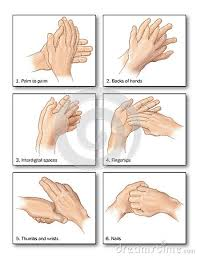 1. Palm to palm
2. Backs of hands
3. Interdigital spaces
4. Fingertips
5. Thumbs and wrists
6. Nails
dreamstime